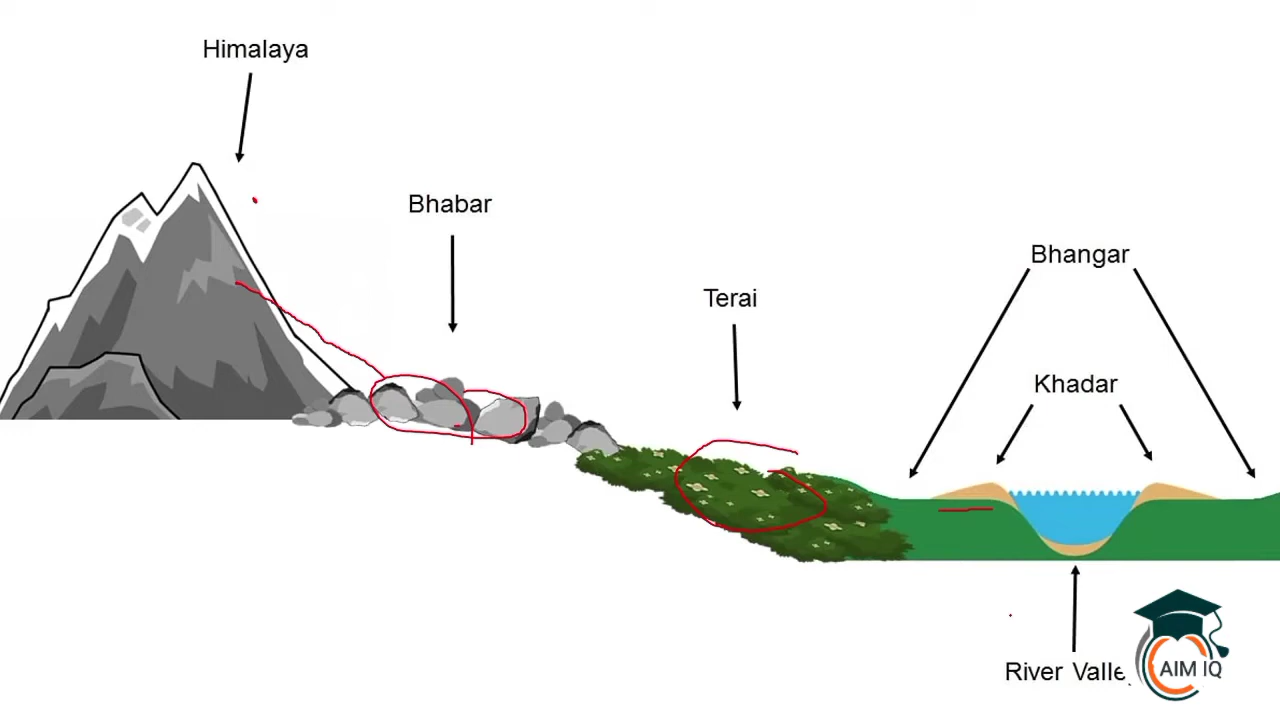 Himalaya
Bhabar
Terai
Bhangar
Khadar
River Valle
AIM IQ